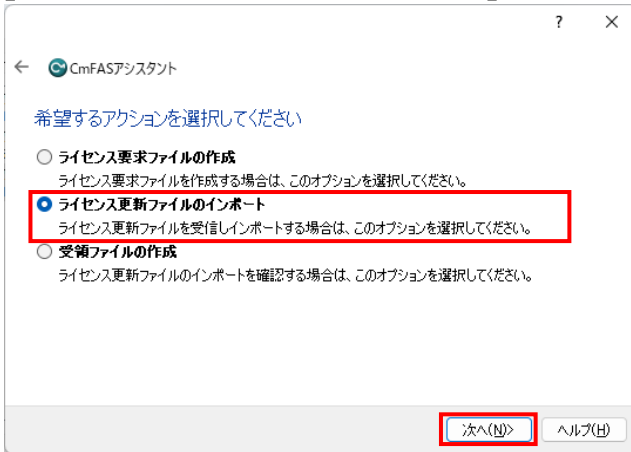 ? ×
← CmFASアシスタント
希望するアクションを選択してください
ライセンス要求ファイルの作成
ライセンス要求ファイルを作成する場合は、このオプションを選択してください。
ライセンス更新ファイルのインポート
ライセンス更新ファイルを受信しインポートする場合は、このオプションを選択してください。
受領ファイルの作成
ライセンス更新ファイルのインポートを確認する場合は、このオプションを選択してください。
次へ(N)> ヘルプ(H)